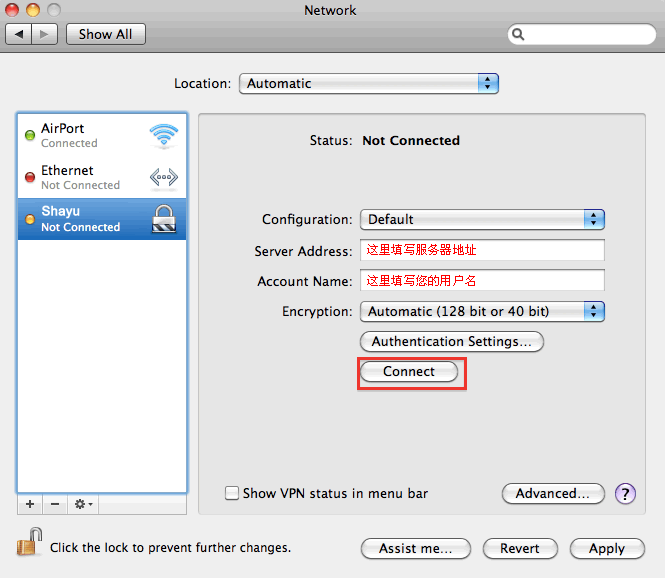 Network
Show All
Location: Automatic
AirPort
Connected
Ethernet
Not Connected
Shayu
Not Connected
Status: Not Connected
Configuration: Default
Server Address: 这里填写服务器地址
Account Name: 这里填写您的用户名
Encryption: Automatic (128 bit or 40 bit)
Authentication Settings...
Connect
Show VPN status in menu bar
Advanced...
?
Click the lock to prevent further changes.
Assist me...
Revert
Apply